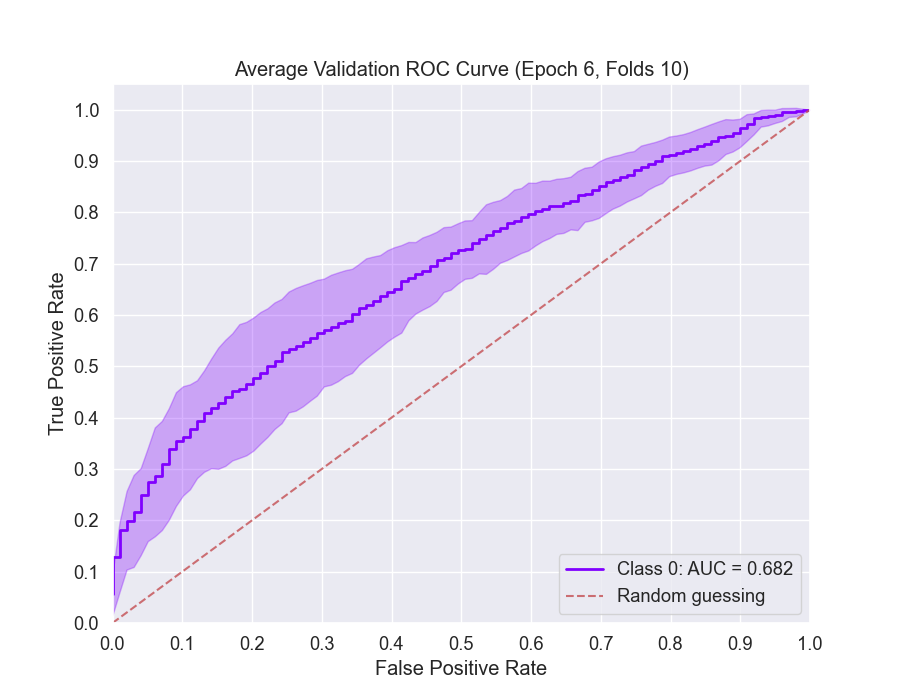 Average Validation ROC Curve (Epoch 6, Folds 10)
1.0
0.9
0.8
0.7
0.6
0.5
0.4
0.3
0.2
0.1
0.0
True Positive Rate
Class 0: AUC = 0.682
Random guessing
0.0 0.1 0.2 0.3 0.4 0.5 0.6 0.7 0.8 0.9 1.0
False Positive Rate